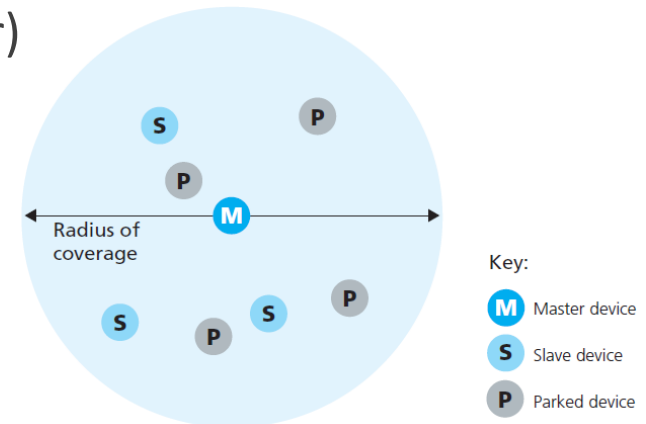 r)
S
P
P
M
Radius of
coverage
S
P
S
P
Key:
M Master device
S Slave device
P Parked device